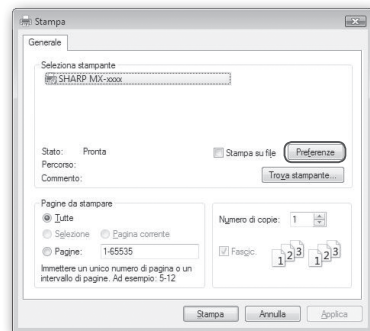 Stampa
Generale
Seleziona stampante
SHARP MX-xxxx
Stato: Pronta
Percorso:
Commento:
Stampa su file
Preferenze
Trova stampante...
Pagine da stampare
Tutte
Selezione Pagina corrente
Pagine: 1-65535
Immettere un unico numero di pagina o un
intervallo di pagine. Ad esempio: 5-12
Numero di copie: 1
Fascic
1 2 3 1 2 3
Stampa Annulla Applica